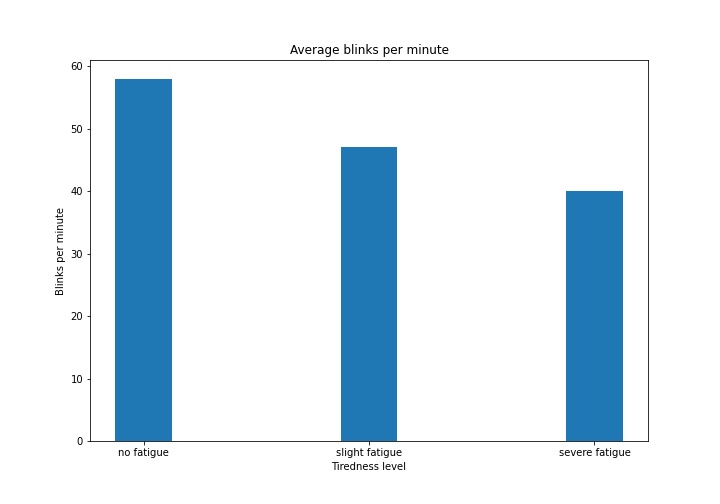 Average blinks per minute
60
50
40
30
20
10
0
Blinks per minute
no fatigue
slight fatigue
severe fatigue
Tiredness level